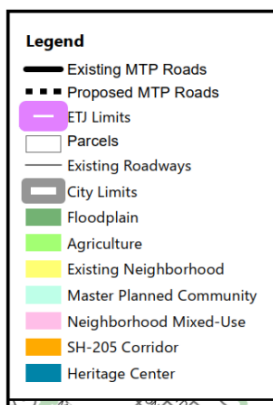 Legend
Existing MTP Roads
Proposed MTP Roads
ETJ Limits
Parcels
Existing Roadways
City Limits
Floodplain
Agriculture
Existing Neighborhood
Master Planned Community
Neighborhood Mixed-Use
SH-205 Corridor
Heritage Center